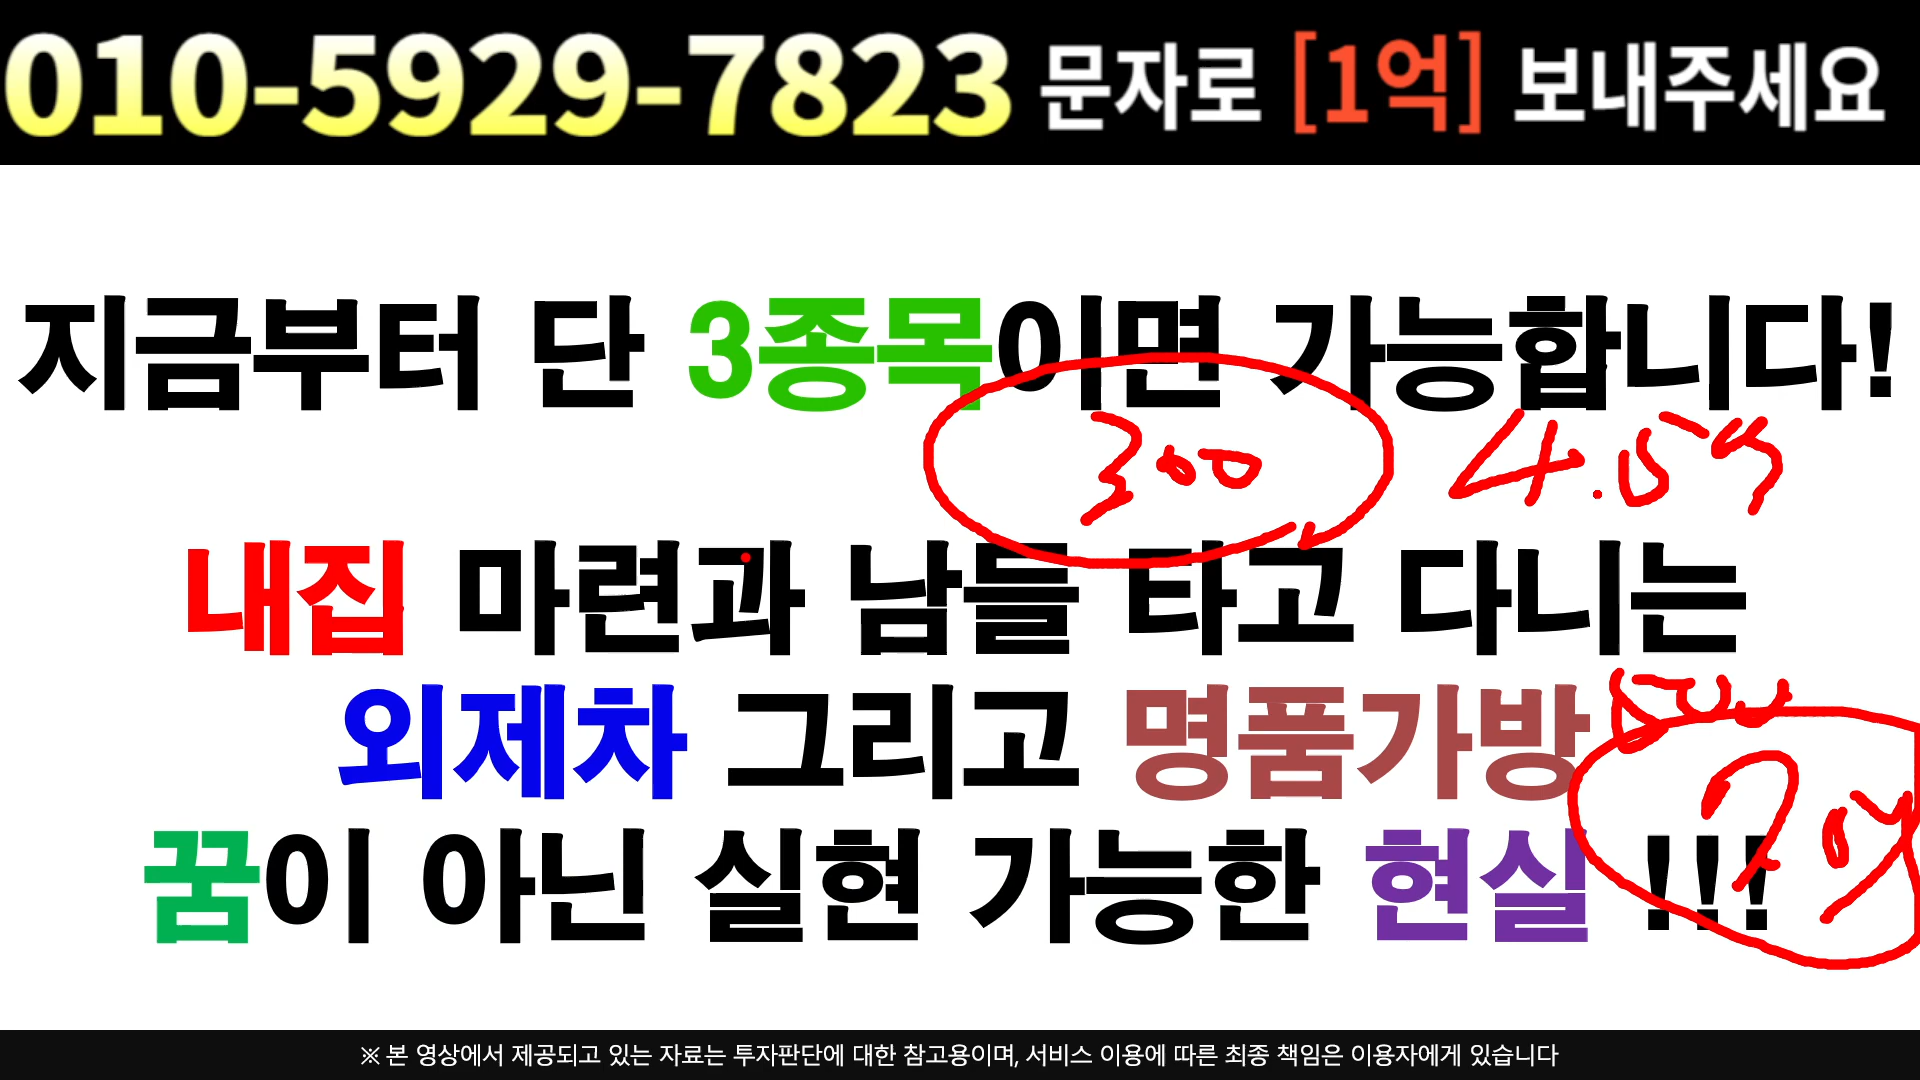 010-5929-7823 문자로 [1억] 보내주세요
지금부터 단 3종목이면 가능합니다!
300
4.5억
내집 마련과 남들 타고 다니는
500
외제차 그리고 명품가방
꿈이 아닌 실현 가능한 현실 !!!
※ 본 영상에서 제공되고 있는 자료는 투자판단에 대한 참고용이며, 서비스 이용에 따른 최종 책임은 이용자에게 있습니다